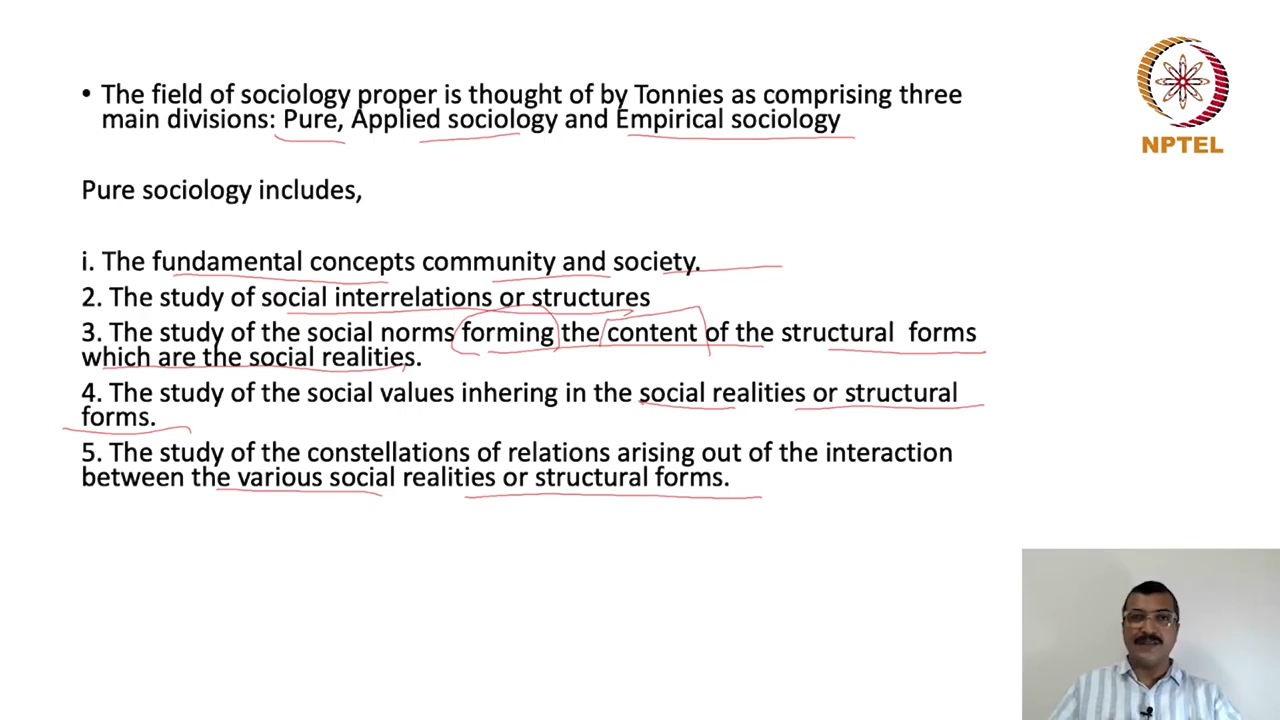 • The field of sociology proper is thought of by Tonnies as comprising three
main divisions: Pure, Applied sociology and Empirical sociology
NPTEL
Pure sociology includes,
i. The fundamental concepts community and society.
2. The study of social interrelations or structures
3. The study of the social norms forming the content of the structural forms
which are the social realities.
4. The study of the social values inhering in the social realities or structural
forms.
5. The study of the constellations of relations arising out of the interaction
between the various social realities or structural forms.